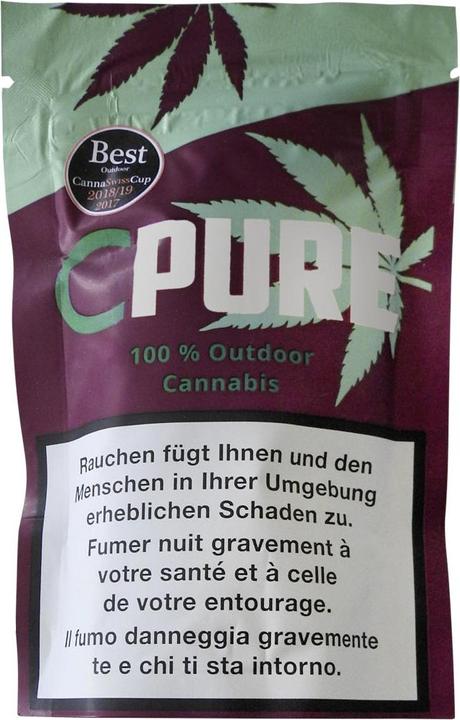 Best
Outdoor
CannaSwissCup
2018/19
2017
CPURE
100 % Outdoor
Cannabis
Rauchen fügt Ihnen und den
Menschen in Ihrer Umgebung
erheblichen Schaden zu.
Fumer nuit gravement à
votre santé et à celle
de votre entourage.
Il fumo danneggia gravemente
te e chi ti sta intorno.